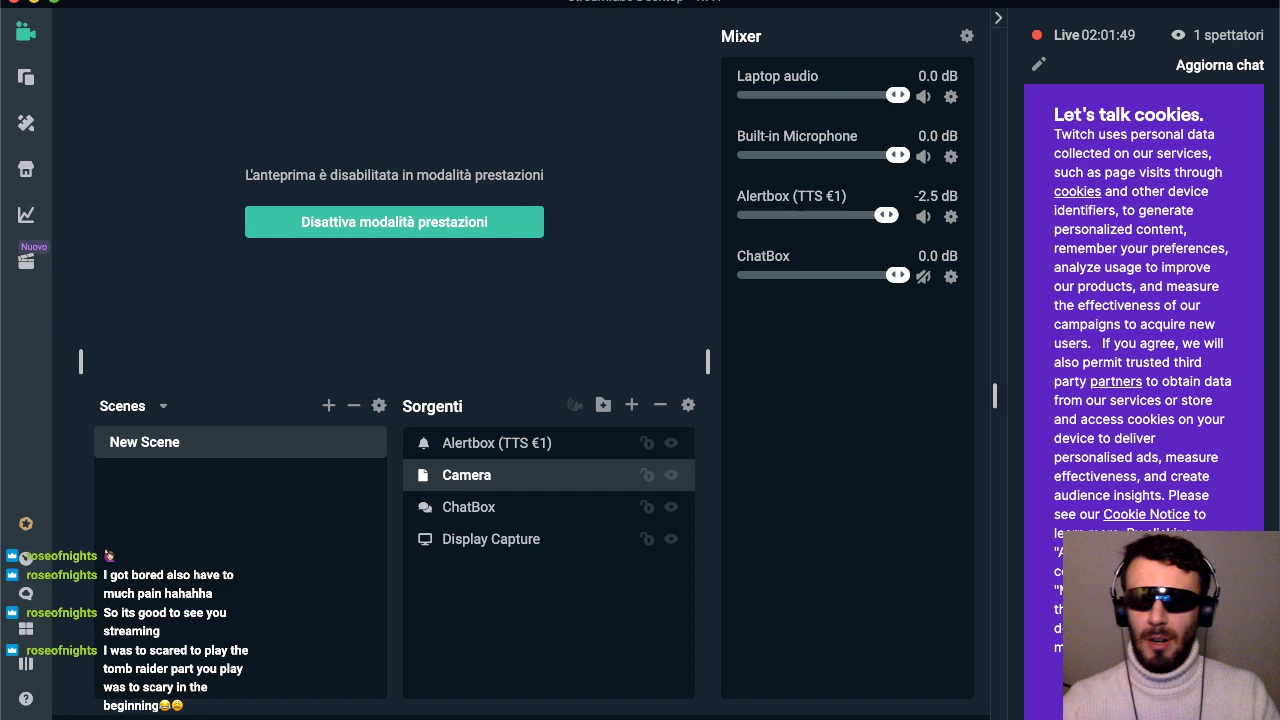 Mixer
Live 02:01:49
1 spettatori
Aggiorna chat
Laptop audio 0.0 dB
Built-in Microphone 0.0 dB
Alertbox (TTS €1) -2.5 dB
ChatBox 0.0 dB
L'anteprima è disabilitata in modalità prestazioni
Disattiva modalità prestazioni
Nuovo
Scenes
New Scene
Sorgenti
Alertbox (TTS €1)
Camera
ChatBox
Display Capture
roseofnights
roseofnights I got bored also have to
much pain hahahha
roseofnights So its good to see you
streaming
roseofnights I was to scared to play the
tomb raider part you play
was to scary in the
beginning😂😩
Let's talk cookies.
Twitch uses personal data
collected on our services,
such as page visits through
cookies and other device
identifiers, to generate
personalized content,
remember your preferences,
analyze usage to improve
our products, and measure
the effectiveness of our
campaigns to acquire new
users. If you agree, we will
also permit trusted third
party partners to obtain data
from our services or store
and access cookies on your
device to deliver
personalised ads, measure
effectiveness, and create
audience insights. Please
see our Cookie Notice to